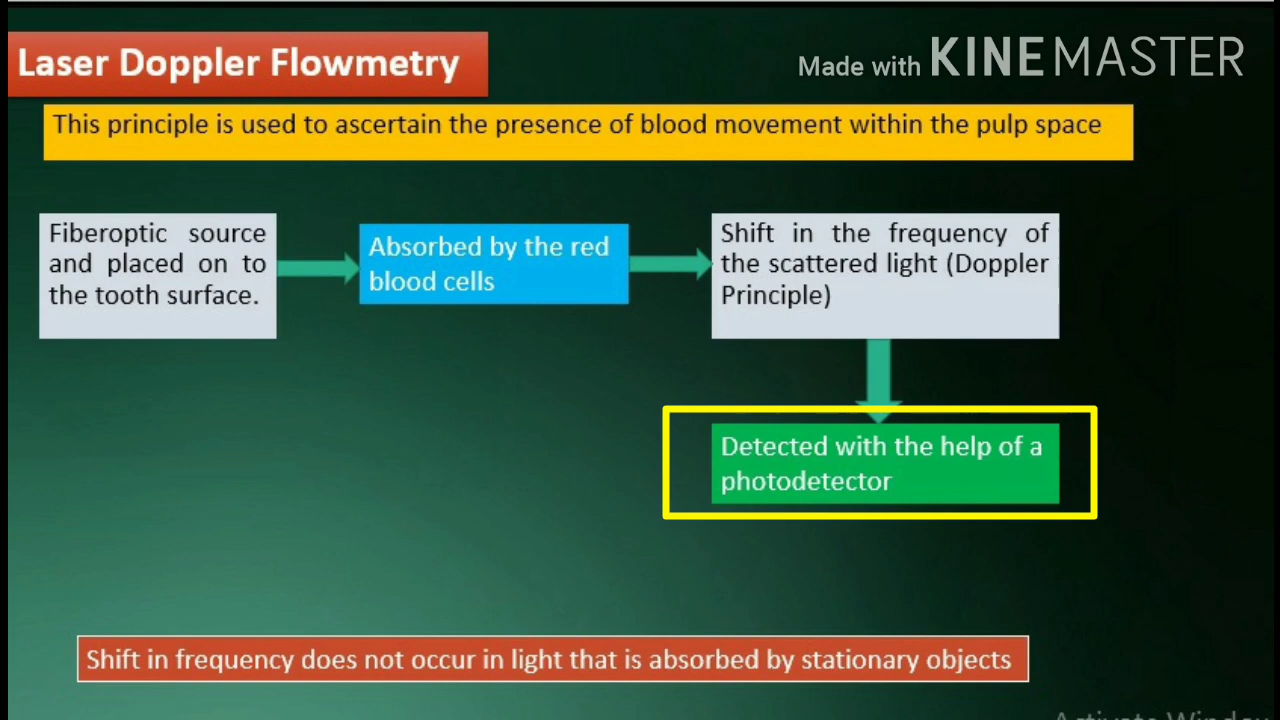 Laser Doppler Flowmetry
Made with KINEMASTER
This principle is used to ascertain the presence of blood movement within the pulp space
Fiberoptic source
and placed on to
the tooth surface.
Absorbed by the red
blood cells
Shift in the frequency of
the scattered light (Doppler
Principle)
Detected with the help of a
photodetector
Shift in frequency does not occur in light that is absorbed by stationary objects